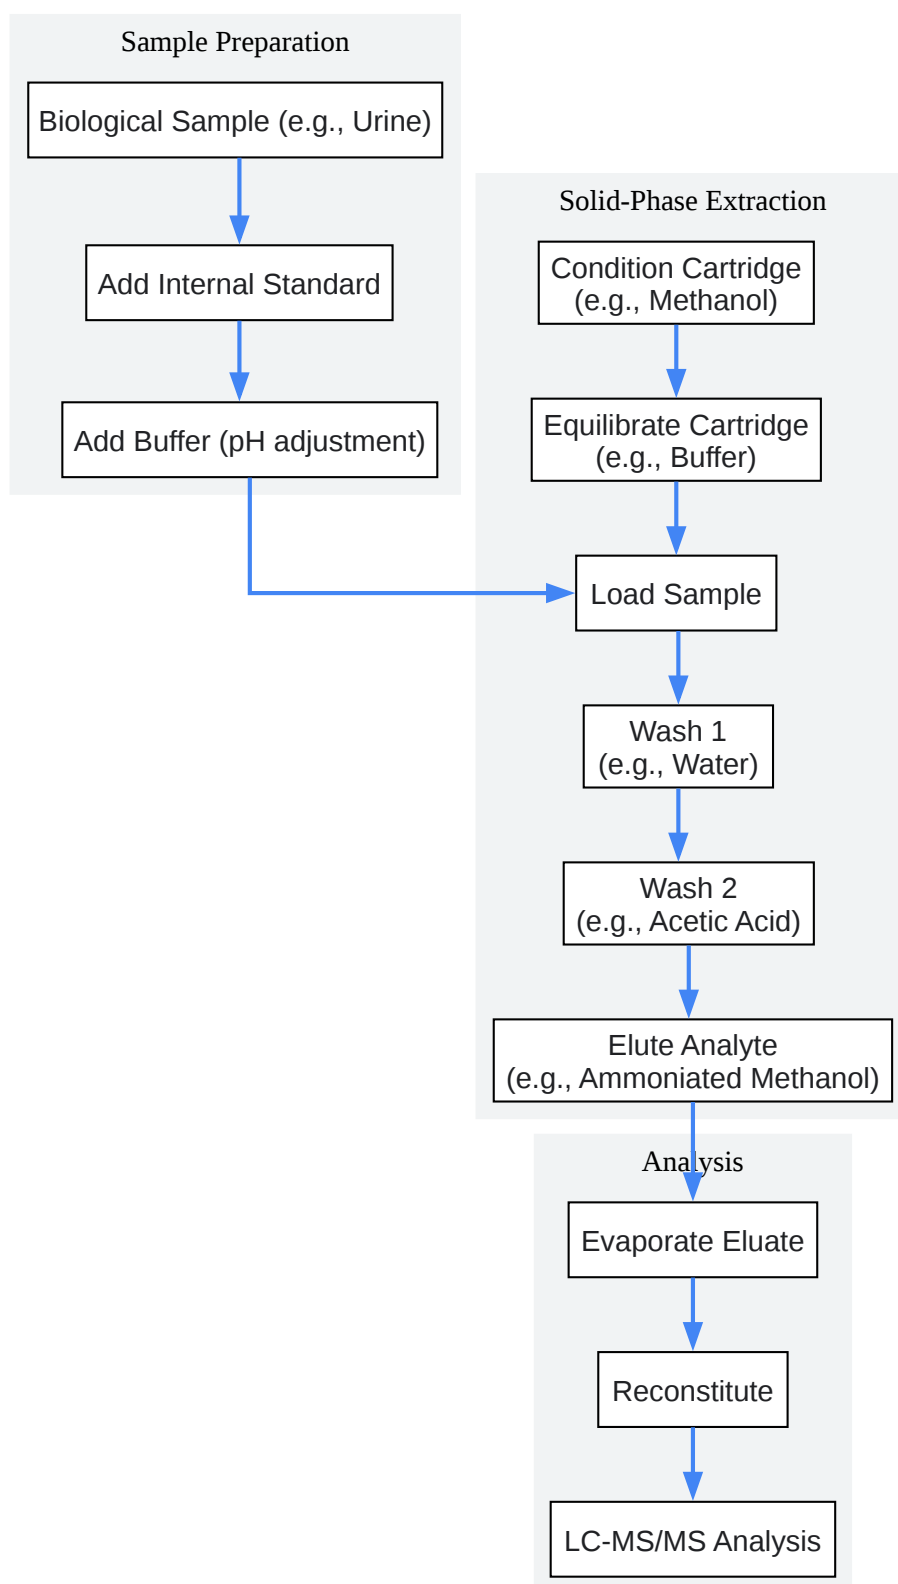 Sample Preparation
Biological Sample (e.g., Urine)
Add Internal Standard
Add Buffer (pH adjustment)
Solid-Phase Extraction
Condition Cartridge
(e.g., Methanol)
Equilibrate Cartridge
(e.g., Buffer)
Load Sample
Wash 1
(e.g., Water)
Wash 2
(e.g., Acetic Acid)
Elute Analyte
(e.g., Ammoniated Methanol)
Analysis
Evaporate Eluate
Reconstitute
LC-MS/MS Analysis